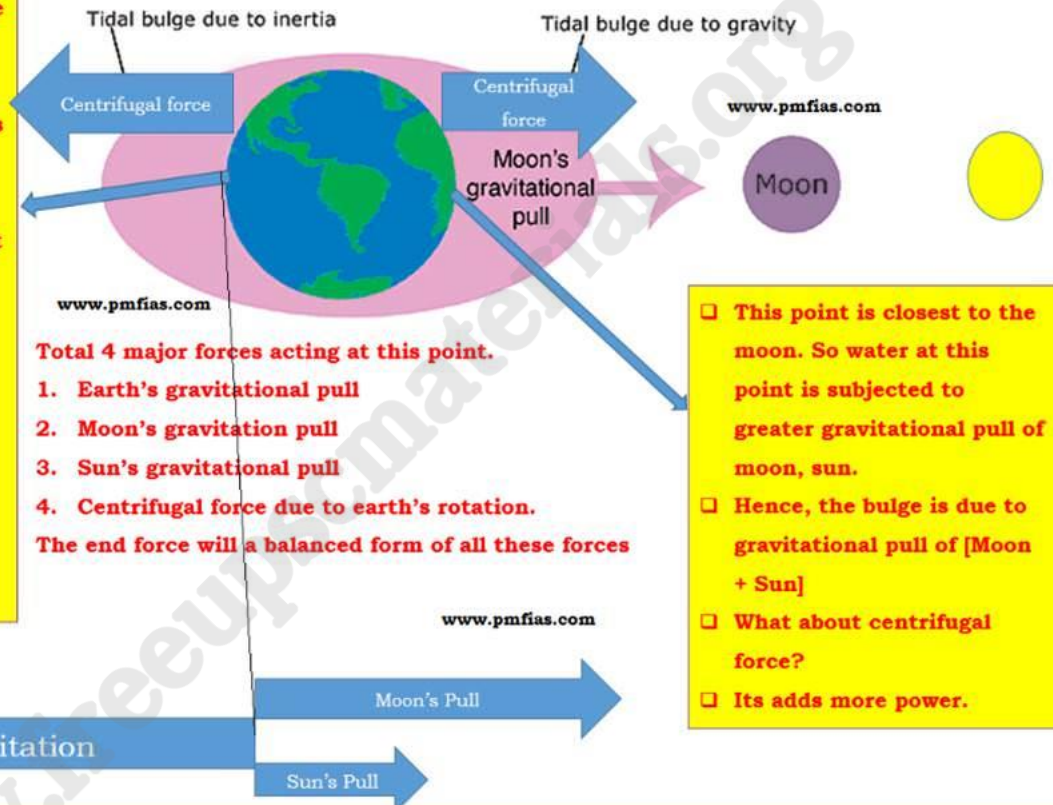 Tidal bulge due to inertia
Tidal bulge due to gravity
Centrifugal force
Centrifugal
force
www.pmfias.com
Moon's
gravitational
pull
Moon
www.pmfias.com
Total 4 major forces acting at this point.
1. Earth's gravitational pull
2. Moon's gravitation pull
3. Sun's gravitational pull
4. Centrifugal force due to earth's rotation.
The end force will a balanced form of all these forces
❑ This point is closest to the
moon. So water at this
point is subjected to
greater gravitational pull of
moon, sun.
❑ Hence, the bulge is due to
gravitational pull of [Moon
+ Sun]
❑ What about centrifugal
force?
❑ Its adds more power.
www.pmfias.com
Moon's Pull
itation
Sun's Pull
.freeupscmaterials.org